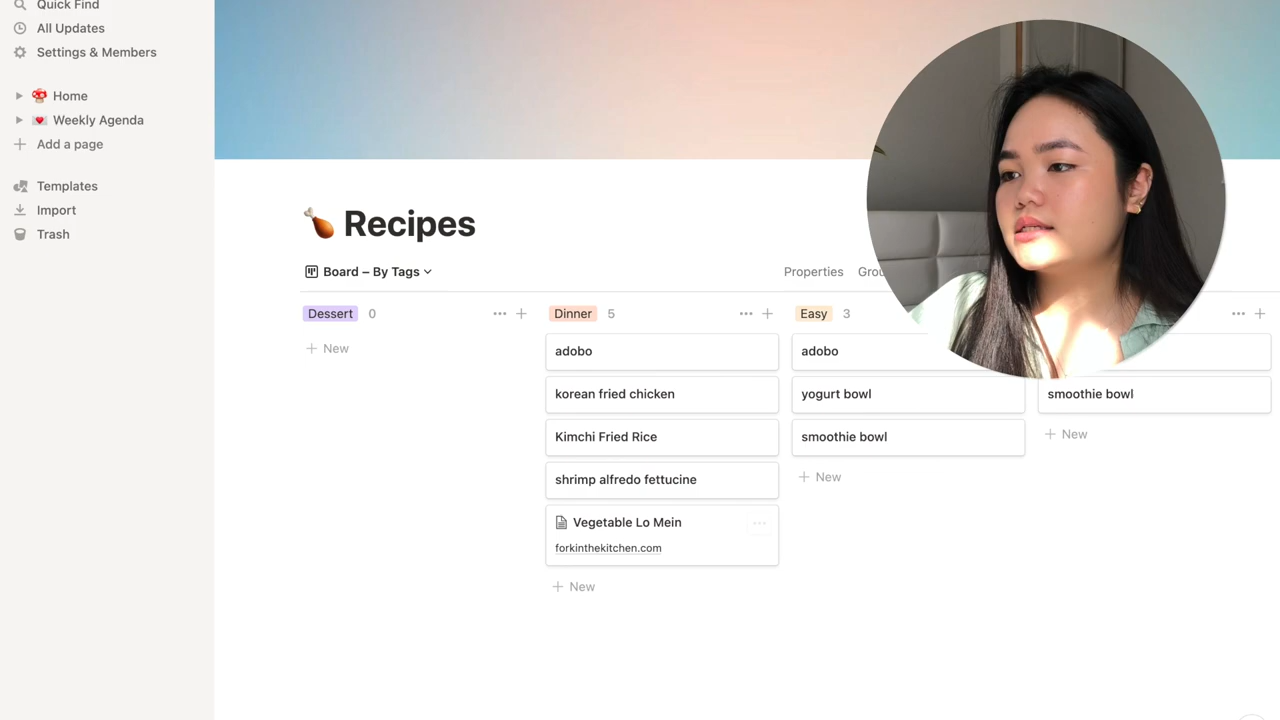 Quick Find
All Updates
Settings & Members
Home
Weekly Agenda
Add a page
Templates
Import
Trash
Recipes
Board – By Tags
Properties
Dessert 0
New
Dinner 5
adobo
korean fried chicken
Kimchi Fried Rice
shrimp alfredo fettucine
Vegetable Lo Mein
forkinthekitchen.com
New
Easy 3
adobo
yogurt bowl
smoothie bowl
New
smoothie bowl
New